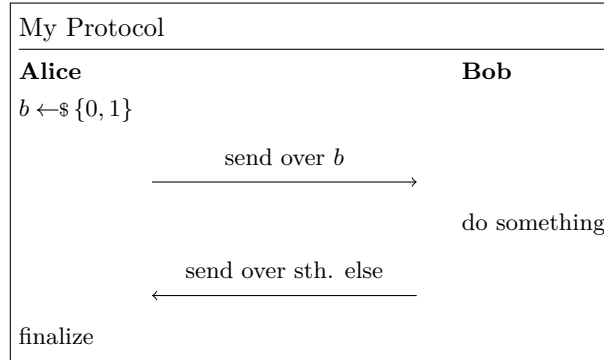 My Protocol
Alice Bob
b ←$ {0, 1}
send over b
do something
send over sth. else
finalize